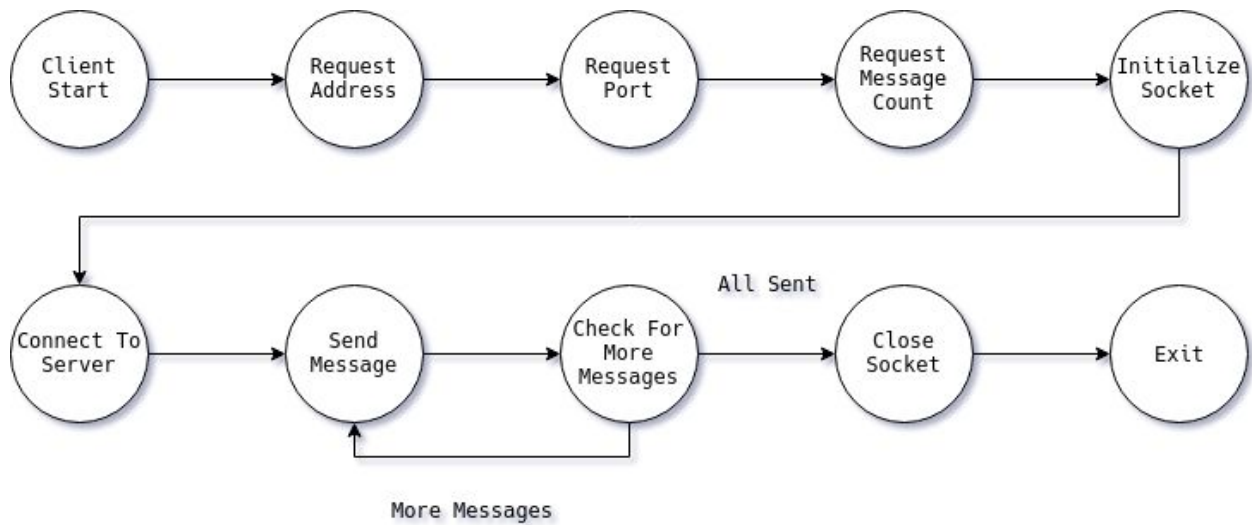 Client
Start
Request
Address
Request
Port
Request
Message
Count
Initialize
Socket
Connect To
Server
Send
Message
Check For
More
Messages
All Sent
Close
Socket
Exit
More Messages